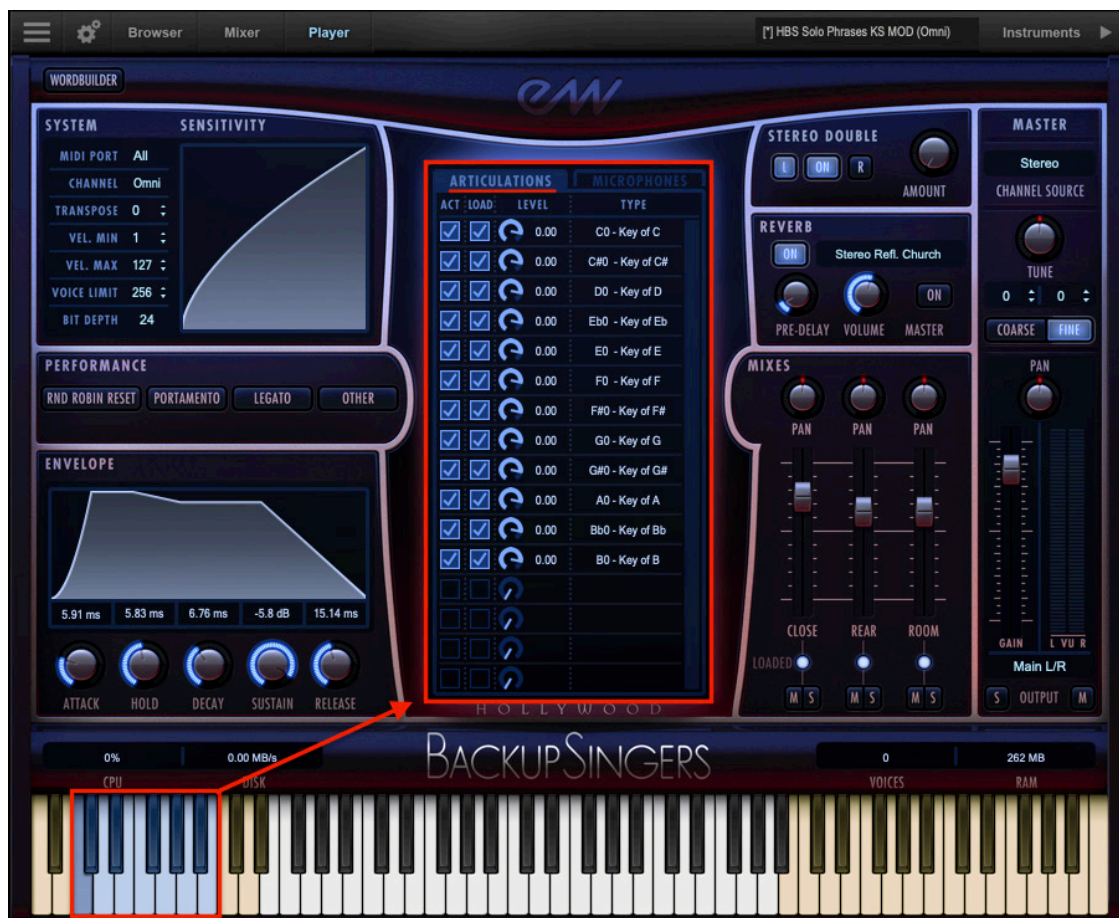 Browser Mixer Player [*] HBS Solo Phrases KS MOD (Omni) Instruments
WORDBUILDER
ew
SYSTEM SENSITIVITY
MIDI PORT All
CHANNEL Omni
TRANSPOSE 0
VEL. MIN 1
VEL. MAX 127
VOICE LIMIT 256
BIT DEPTH 24
PERFORMANCE
RND ROBIN RESET PORTAMENTO LEGATO OTHER
ENVELOPE
5.91 ms 5.83 ms 6.76 ms -5.8 dB 15.14 ms
ATTACK HOLD DECAY SUSTAIN RELEASE
ARTICULATIONS MICROPHONES
ACT LOAD LEVEL TYPE
0.00 C0 - Key of C
0.00 C#0 - Key of C#
0.00 D0 - Key of D
0.00 Eb0 - Key of Eb
0.00 E0 - Key of E
0.00 F0 - Key of F
0.00 F#0 - Key of F#
0.00 G0 - Key of G
0.00 G#0 - Key of G#
0.00 A0 - Key of A
0.00 Bb0 - Key of Bb
0.00 B0 - Key of B
STEREO DOUBLE
L ON R
AMOUNT
REVERB
ON Stereo Refl. Church
ON
PRE-DELAY VOLUME MASTER
MIXES
PAN PAN PAN
CLOSE REAR ROOM
LOADED
M S M S M S
MASTER
Stereo
CHANNEL SOURCE
TUNE
0 0
COARSE FINE
PAN
GAIN L VU R
Main L/R
S OUTPUT M
HOLLYWOOD
BACKUPSINGERS
0% 0.00 MB/s
CPU DISK
0 262 MB
VOICES RAM